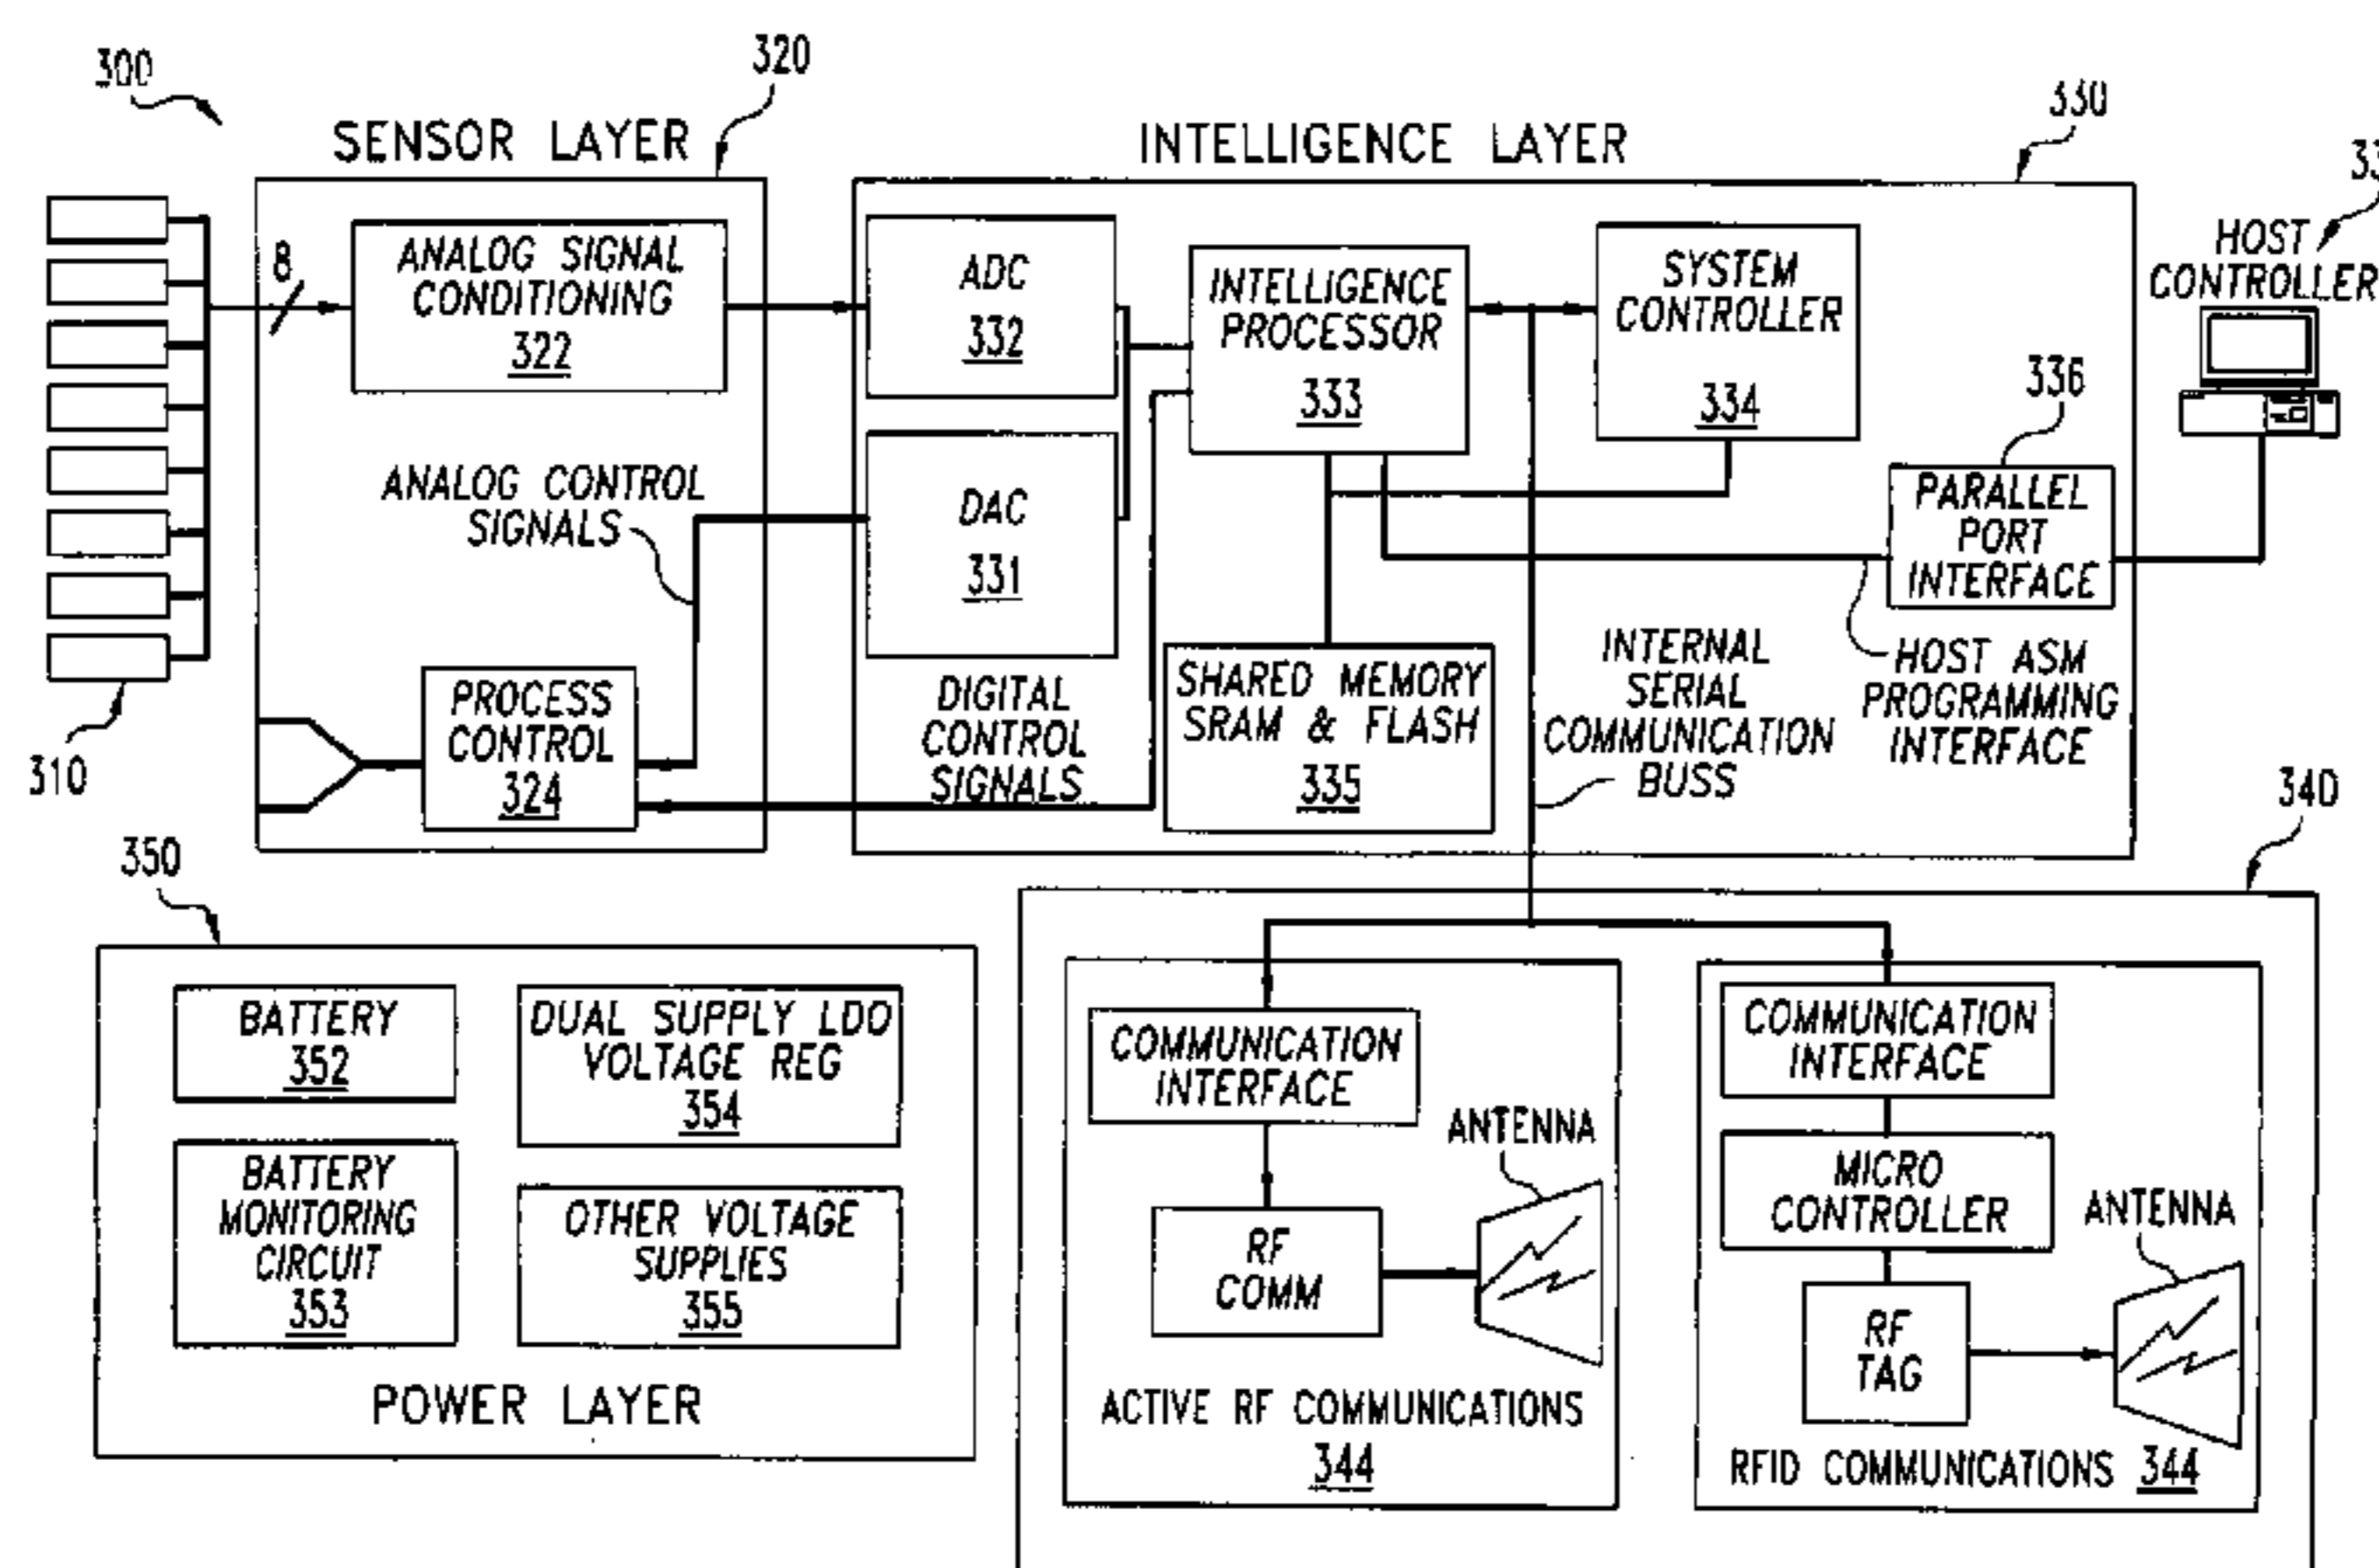 300
320
SENSOR LAYER
INTELLIGENCE LAYER
330
8
ANALOG SIGNAL
CONDITIONING
322
ADC
332
INTELLIGENCE
PROCESSOR
333
SYSTEM
CONTROLLER
334
HOST
CONTROLLER
336
PARALLEL
PORT
INTERFACE
ANALOG CONTROL
SIGNALS
DAC
331
310
PROCESS
CONTROL
324
DIGITAL
CONTROL
SIGNALS
SHARED MEMORY
SRAM & FLASH
335
INTERNAL
SERIAL
COMMUNICATION
BUSS
HOST ASM
PROGRAMMING
INTERFACE
340
350
BATTERY
352
DUAL SUPPLY LDO
VOLTAGE REG
354
BATTERY
MONITORING
CIRCUIT
353
OTHER VOLTAGE
SUPPLIES
355
POWER LAYER
COMMUNICATION
INTERFACE
ANTENNA
RF
COMM
ACTIVE RF COMMUNICATIONS
344
COMMUNICATION
INTERFACE
MICRO
CONTROLLER
ANTENNA
RF
TAG
RFID COMMUNICATIONS 344